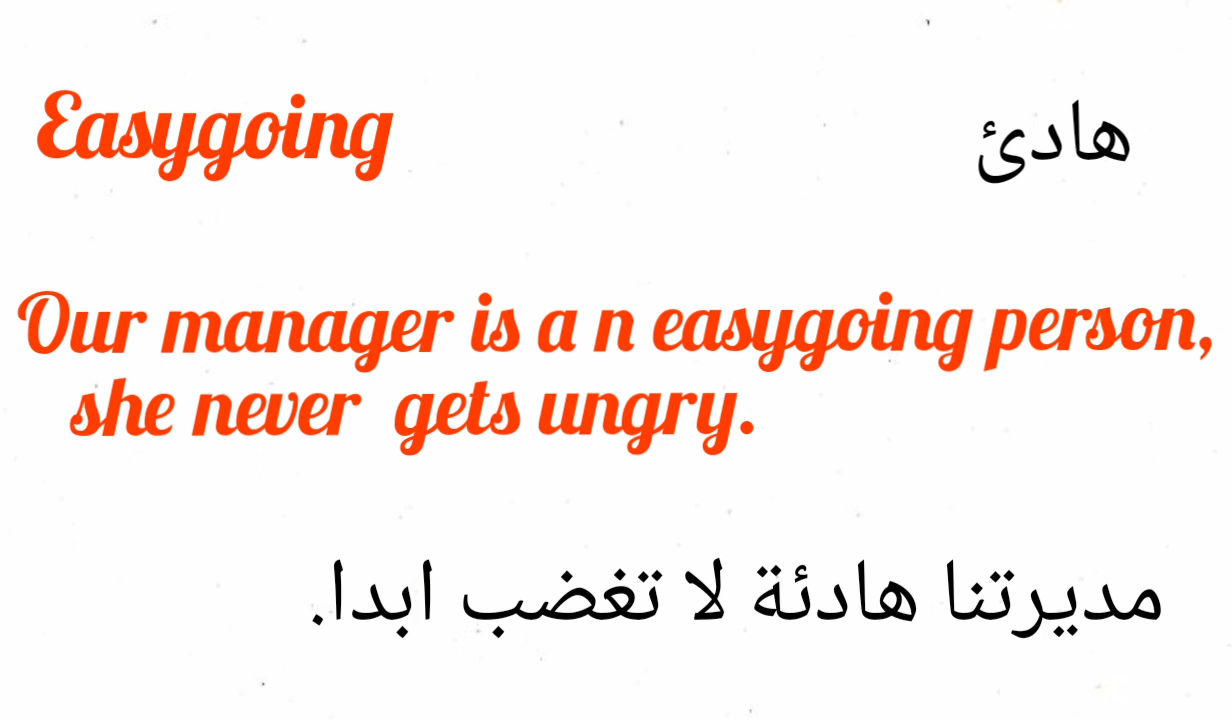 Easygoing
هادئ
Our manager is a n easygoing person,
she never gets ungry.
مديرتنا هادئة لا تغضب ابدا.